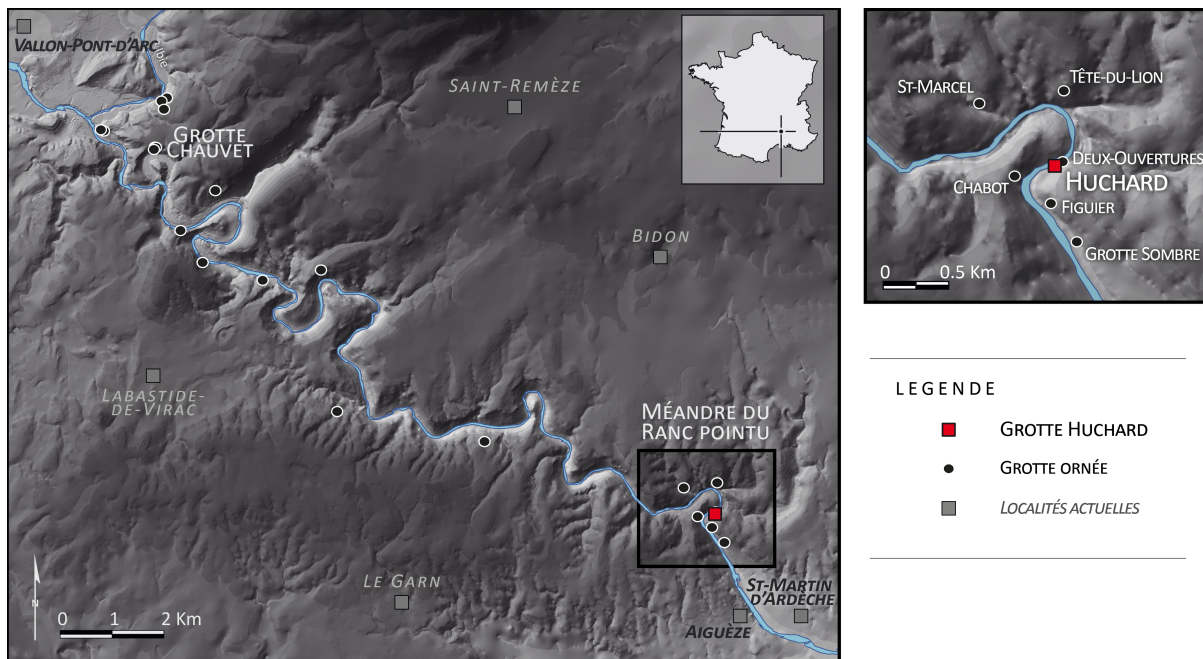 Vallon-Pont-d'Arc
Ibie
Saint-Remèze
Grotte
Chauvet
Bidon
Labastide-
de-Virac
Méandre du
Ranc pointu
Le Garn
St-Martin
d'Ardèche
Aiguèze
N
0 1 2 Km
Tête-du-Lion
St-Marcel
Deux-Ouvertures
Huchard
Chabot
Figuier
Grotte Sombre
0 0.5 Km
LEGENDE
Grotte Huchard
Grotte ornée
Localités actuelles